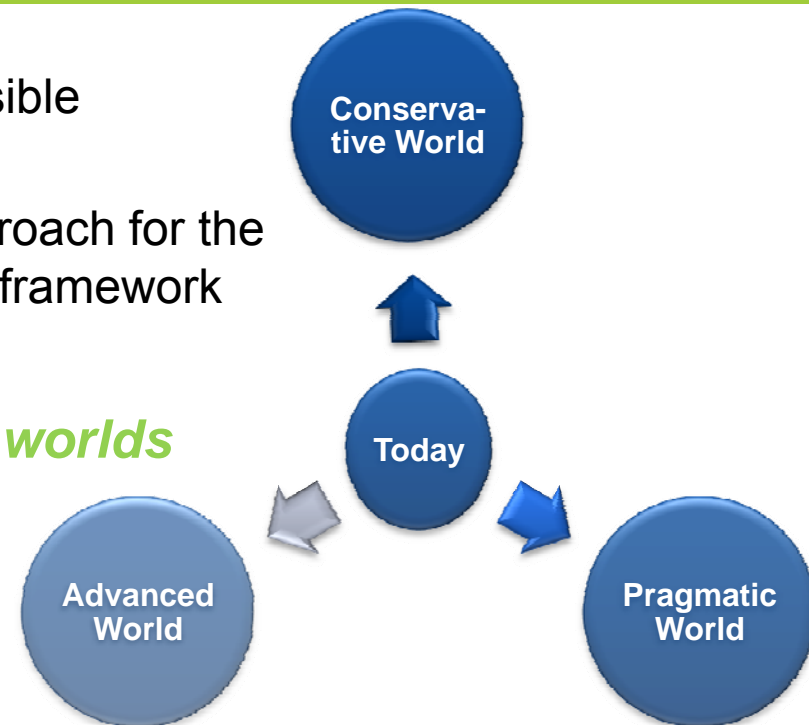 sible
roach for the
framework
worlds
Conserva-
tive World
Today
Advanced
World
Pragmatic
World